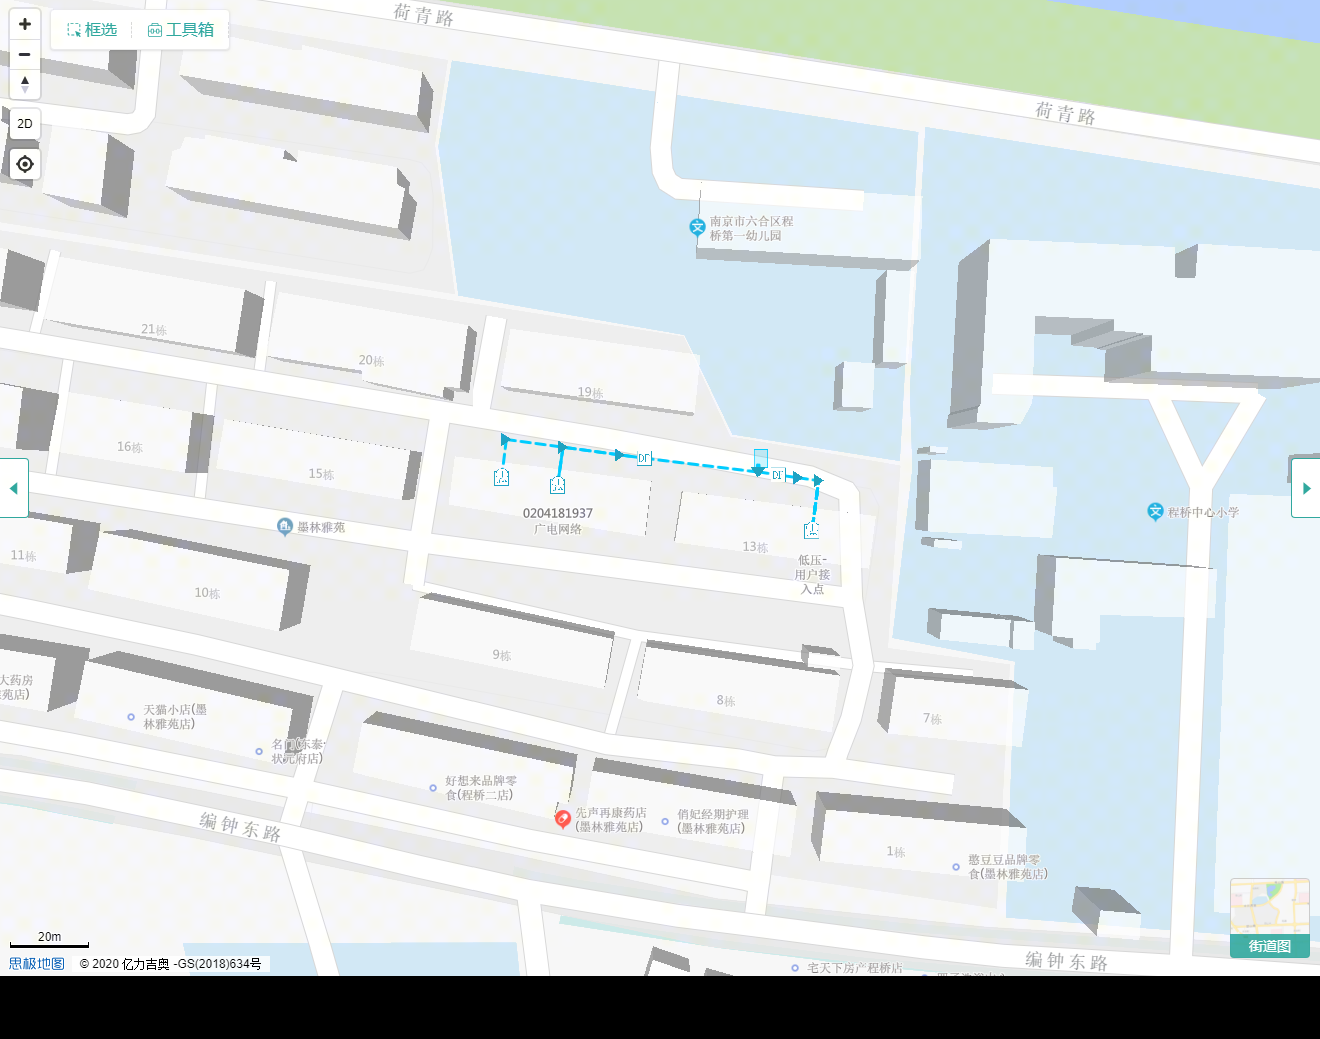 荷青路
框选
工具箱
荷青路
2D
南京市六合区程
桥第一幼儿园
21栋
20栋
19栋
16栋
15栋
DГ
DГ
0204181937
广电网络
13栋
程桥中心小学
墨林雅苑
11栋
10栋
低压-
用户接
入点
9栋
8栋
7栋
大药房
苑店)
天猫小店(墨
林雅苑店)
名门(东泰·
状元府店)
好想来品牌零
食(程桥二店)
先声再康药店
(墨林雅苑店)
俏妃经期护理
(墨林雅苑店)
1栋
憨豆豆品牌零
食(墨林雅苑店)
编钟东路
20m
街道图
思极地图
© 2020 亿力吉奥 -GS(2018)634号
宅天下房产程桥店
编钟东路